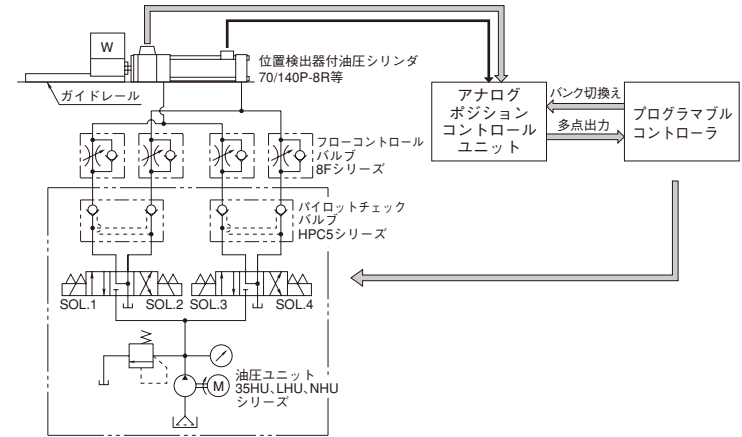 W
位置検出器付油圧シリンダ
70/140P-8R等
ガイドレール
アナログ
ポジション
コントロール
ユニット
バンク切換え
多点出力
プログラマブル
コントローラ
フローコントロール
バルブ
8Fシリーズ
パイロットチェック
バルブ
HPC5シリーズ
SOL.1
SOL.2
SOL.3
SOL.4
油圧ユニット
35HU、LHU、NHU
シリーズ
M